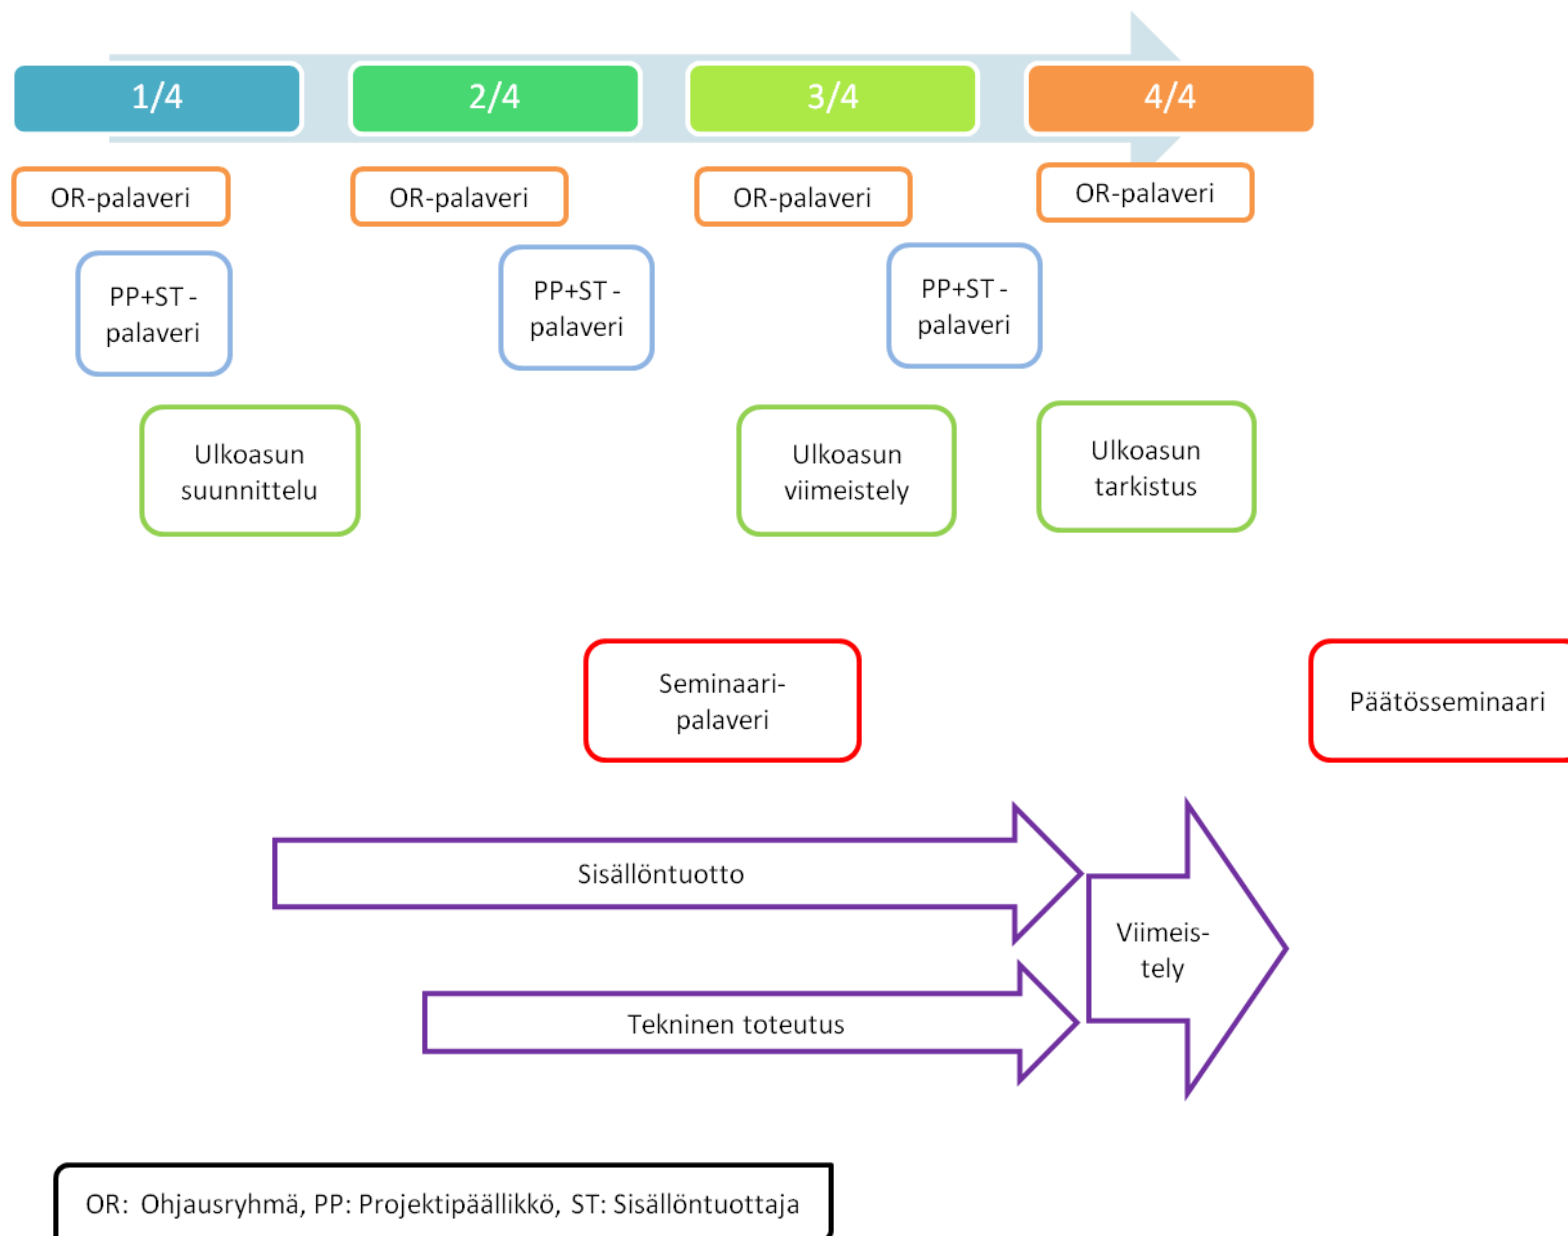 1/4
2/4
3/4
4/4
OR-palaveri
OR-palaveri
OR-palaveri
OR-palaveri
PP+ST -
palaveri
PP+ST -
palaveri
PP+ST -
palaveri
Ulkoasun
suunnittelu
Ulkoasun
viimeistely
Ulkoasun
tarkistus
Seminaari-
palaveri
Päätösseminaari
Sisällöntuotto
Viimeis-
tely
Tekninen toteutus
OR: Ohjausryhmä, PP: Projektipäällikkö, ST: Sisällöntuottaja